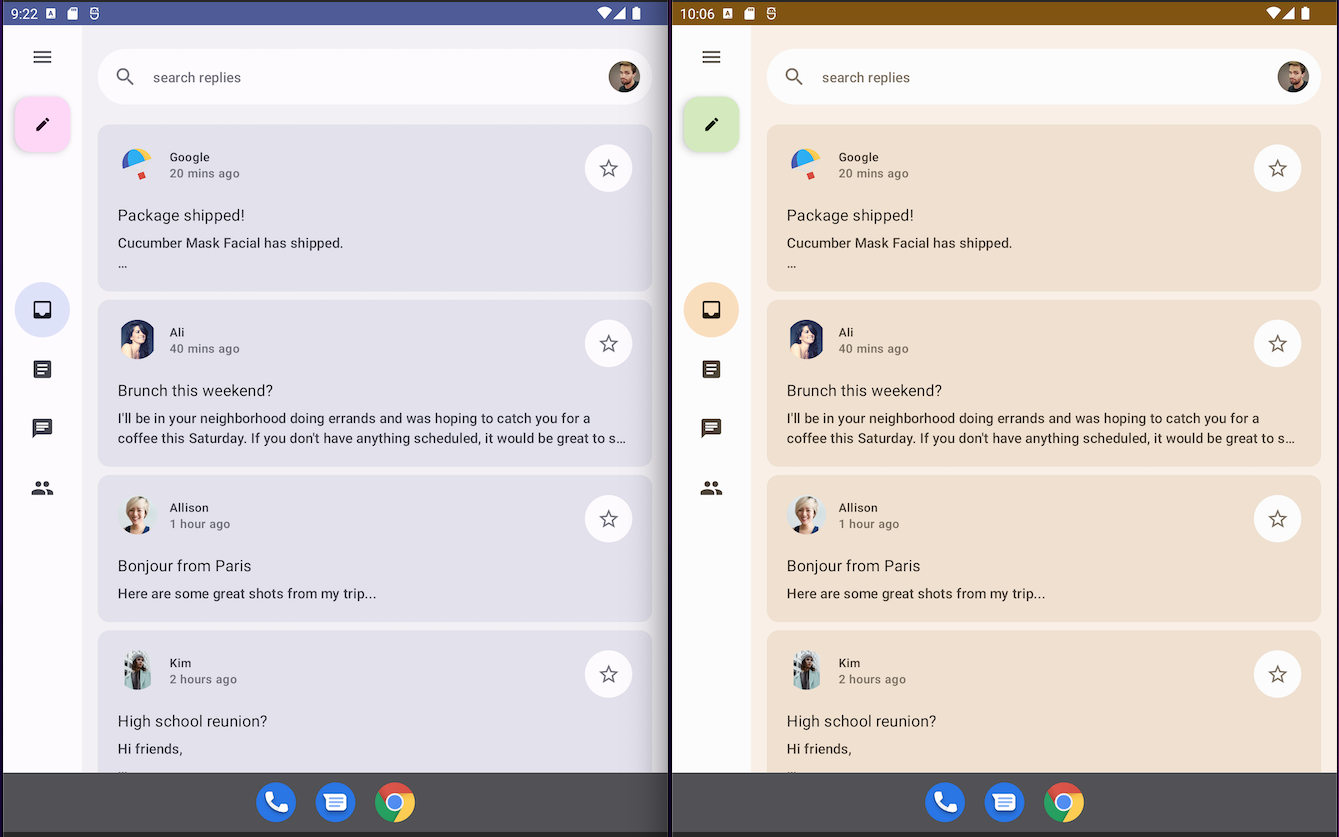 9:22
search replies
Google
20 mins ago
Package shipped!
Cucumber Mask Facial has shipped.
...
Ali
40 mins ago
Brunch this weekend?
I'll be in your neighborhood doing errands and was hoping to catch you for a
coffee this Saturday. If you don't have anything scheduled, it would be great to s...
Allison
1 hour ago
Bonjour from Paris
Here are some great shots from my trip...
Kim
2 hours ago
High school reunion?
Hi friends,
...
10:06
search replies
Google
20 mins ago
Package shipped!
Cucumber Mask Facial has shipped.
...
Ali
40 mins ago
Brunch this weekend?
I'll be in your neighborhood doing errands and was hoping to catch you for a
coffee this Saturday. If you don't have anything scheduled, it would be great to s...
Allison
1 hour ago
Bonjour from Paris
Here are some great shots from my trip...
Kim
2 hours ago
High school reunion?
Hi friends,
...